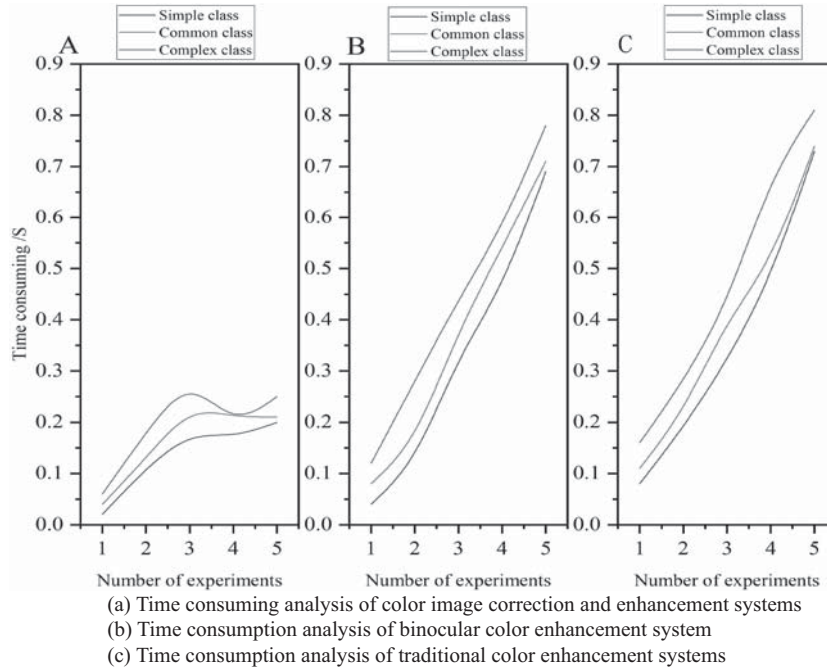 Simple class
Common class
Complex class
Simple class
Common class
Complex class
Simple class
Common class
Complex class
A
B
C
Time consuming /S
0.9
0.8
0.7
0.6
0.5
0.4
0.3
0.2
0.1
0.0
1 2 3 4 5
Number of experiments
0.9
0.8
0.7
0.6
0.5
0.4
0.3
0.2
0.1
0.0
1 2 3 4 5
Number of experiments
0.9
0.8
0.7
0.6
0.5
0.4
0.3
0.2
0.1
0.0
1 2 3 4 5
Number of experiments
(a) Time consuming analysis of color image correction and enhancement systems
(b) Time consumption analysis of binocular color enhancement system
(c) Time consumption analysis of traditional color enhancement systems